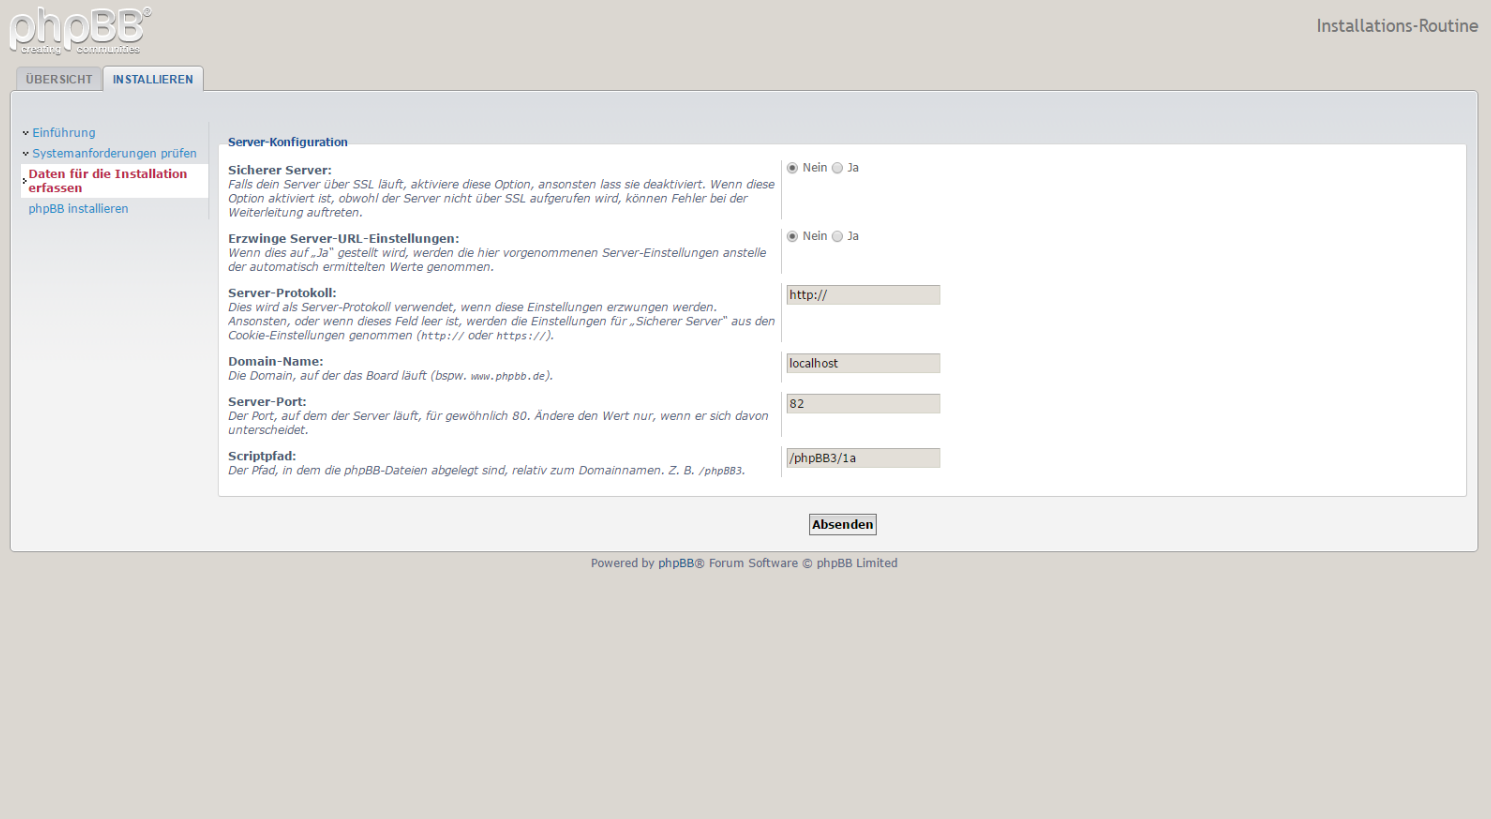 phpBB®
creating communities
Installations-Routine
ÜBERSICHT
INSTALLIEREN
Einführung
Systemanforderungen prüfen
Daten für die Installation
erfassen
phpBB installieren
Server-Konfiguration
Sicherer Server:
Falls dein Server über SSL läuft, aktiviere diese Option, ansonsten lass sie deaktiviert. Wenn diese
Option aktiviert ist, obwohl der Server nicht über SSL aufgerufen wird, können Fehler bei der
Weiterleitung auftreten.
Nein Ja
Erzwinge Server-URL-Einstellungen:
Wenn dies auf „Ja“ gestellt wird, werden die hier vorgenommenen Server-Einstellungen anstelle
der automatisch ermittelten Werte genommen.
Nein Ja
Server-Protokoll:
Dies wird als Server-Protokoll verwendet, wenn diese Einstellungen erzwungen werden.
Ansonsten, oder wenn dieses Feld leer ist, werden die Einstellungen für „Sicherer Server“ aus den
Cookie-Einstellungen genommen (http:// oder https://).
http://
Domain-Name:
Die Domain, auf der das Board läuft (bspw. www.phpbb.de).
localhost
Server-Port:
Der Port, auf dem der Server läuft, für gewöhnlich 80. Ändere den Wert nur, wenn er sich davon
unterscheidet.
82
Scriptpfad:
Der Pfad, in dem die phpBB-Dateien abgelegt sind, relativ zum Domainnamen. Z. B. /phpBB3.
/phpBB3/1a
Absenden
Powered by phpBB® Forum Software © phpBB Limited